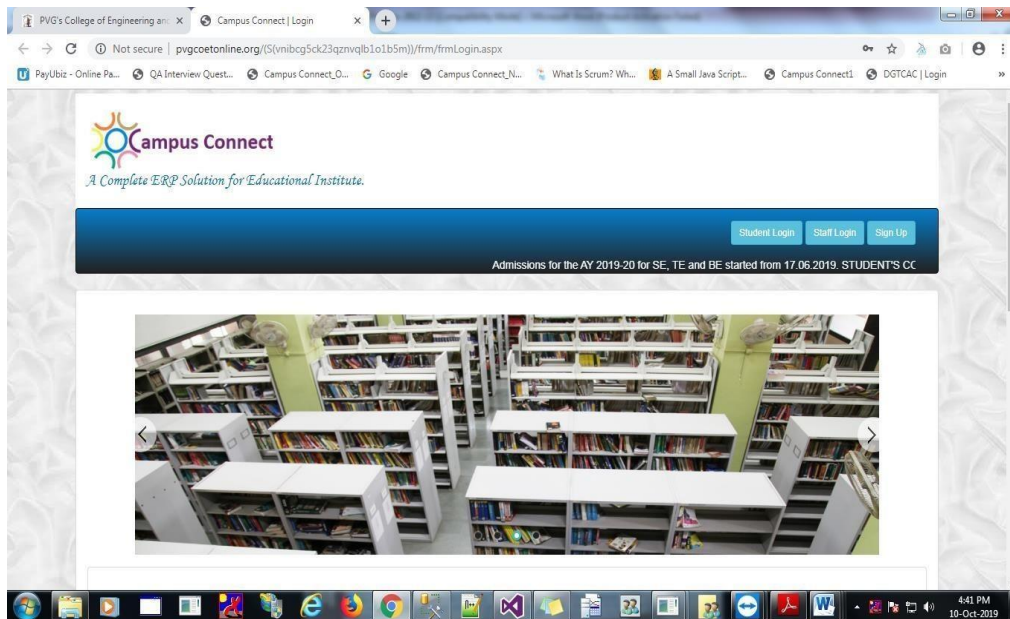 PVG's College of Engineering an
Campus Connect | Login
Not secure | pvgcoetonline.org/(S(vnibcg5ck23qznvqlb1o1b5m))/frm/frmLogin.aspx
PayUbiz - Online Pa...
QA Interview Quest...
Campus Connect_O...
Google
Campus Connect_N...
What Is Scrum? Wh...
A Small Java Script...
Campus Connect1
DGTCAC | Login
Campus Connect
A Complete ERP Solution for Educational Institute.
Student Login
Staff Login
Sign Up
Admissions for the AY 2019-20 for SE, TE and BE started from 17.06.2019. STUDENT'S CC
4:41 PM
10-Oct-2019